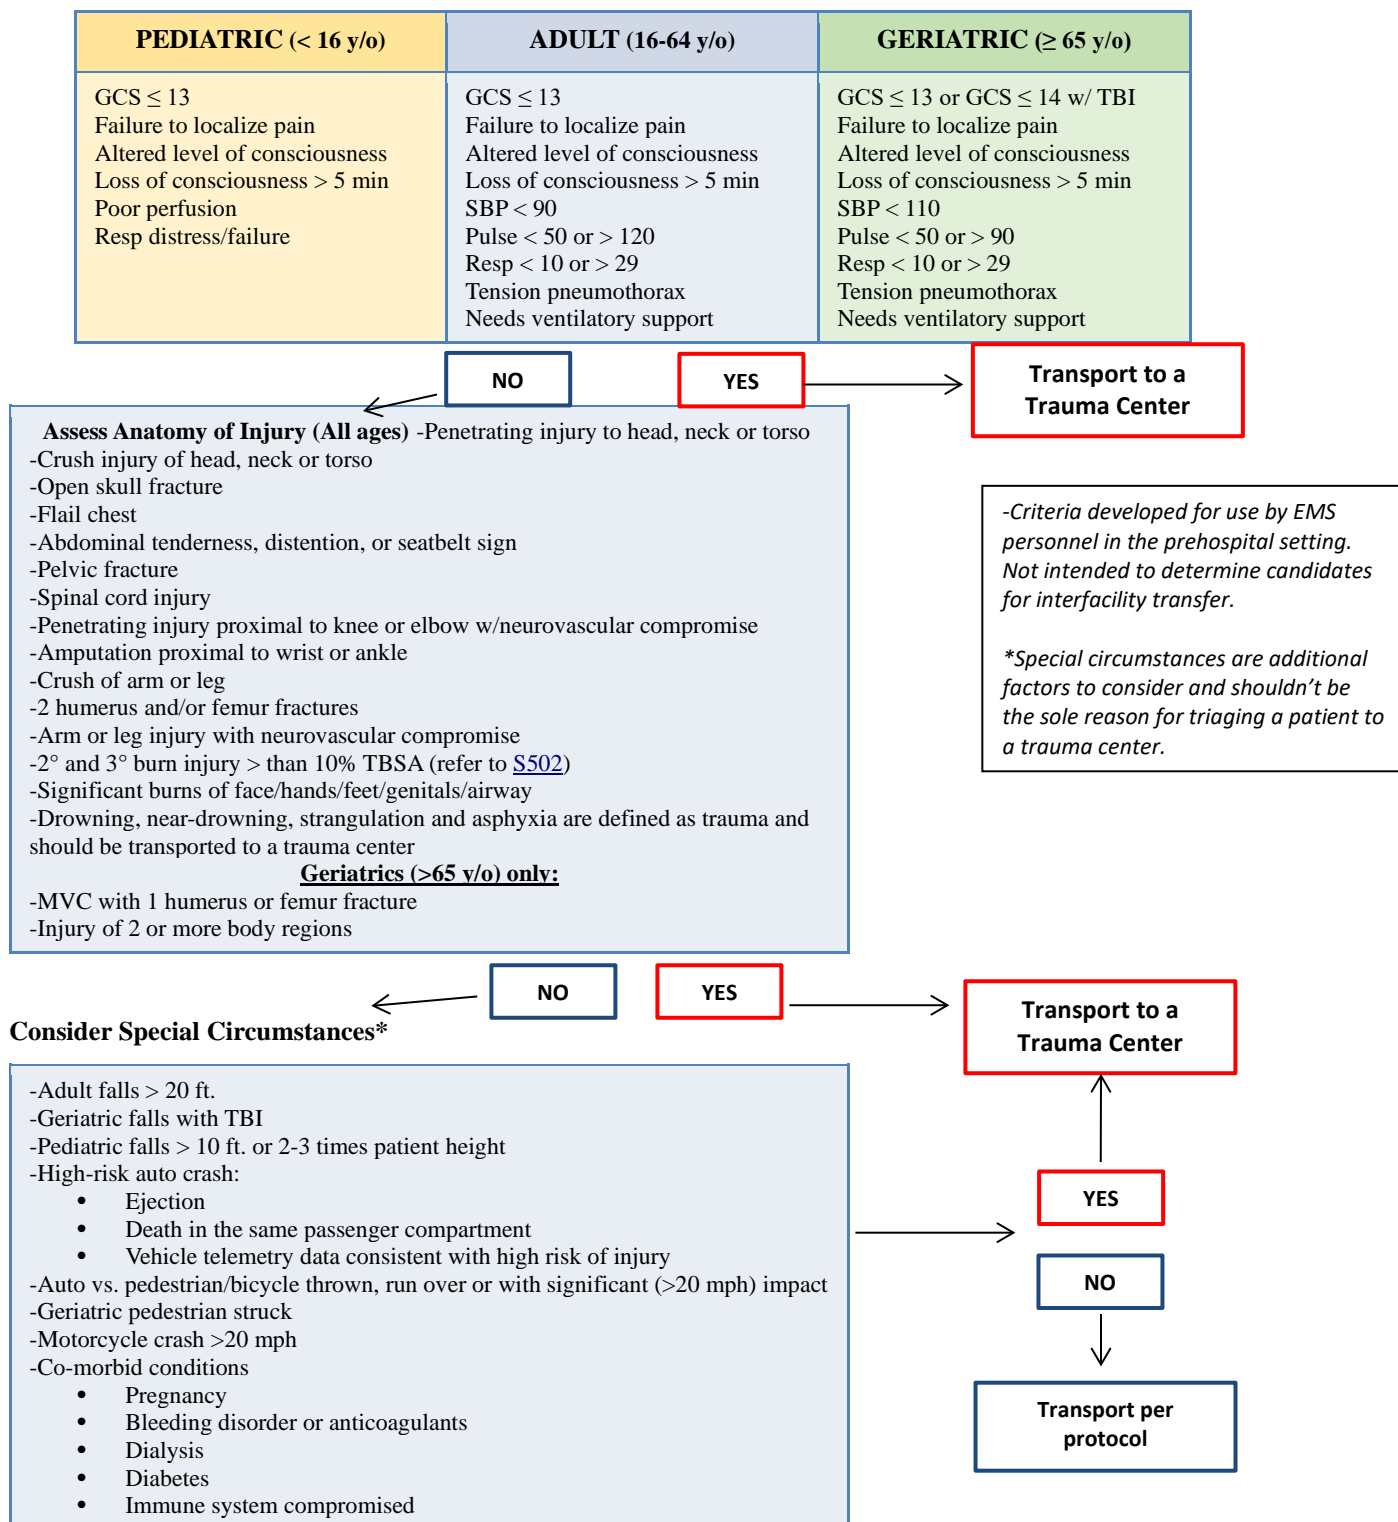 PEDIATRIC (< 16 y/o)
GCS ≤ 13
Failure to localize pain
Altered level of consciousness
Loss of consciousness > 5 min
Poor perfusion
Resp distress/failure
ADULT (16-64 y/o)
GCS ≤ 13
Failure to localize pain
Altered level of consciousness
Loss of consciousness > 5 min
SBP < 90
Pulse < 50 or > 120
Resp < 10 or > 29
Tension pneumothorax
Needs ventilatory support
GERIATRIC (≥ 65 y/o)
GCS ≤ 13 or GCS ≤ 14 w/ TBI
Failure to localize pain
Altered level of consciousness
Loss of consciousness > 5 min
SBP < 110
Pulse < 50 or > 90
Resp < 10 or > 29
Tension pneumothorax
Needs ventilatory support
NO
YES
Transport to a
Trauma Center
Assess Anatomy of Injury (All ages) -Penetrating injury to head, neck or torso
-Crush injury of head, neck or torso
-Open skull fracture
-Flail chest
-Abdominal tenderness, distention, or seatbelt sign
-Pelvic fracture
-Spinal cord injury
-Penetrating injury proximal to knee or elbow w/neurovascular compromise
-Amputation proximal to wrist or ankle
-Crush of arm or leg
-2 humerus and/or femur fractures
-Arm or leg injury with neurovascular compromise
-2° and 3° burn injury > than 10% TBSA (refer to S502)
-Significant burns of face/hands/feet/genitals/airway
-Drowning, near-drowning, strangulation and asphyxia are defined as trauma and
should be transported to a trauma center
Geriatrics (>65 y/o) only:
-MVC with 1 humerus or femur fracture
-Injury of 2 or more body regions
-Criteria developed for use by EMS
personnel in the prehospital setting.
Not intended to determine candidates
for interfacility transfer.
*Special circumstances are additional
factors to consider and shouldn't be
the sole reason for triaging a patient to
a trauma center.
NO
YES
Transport to a
Trauma Center
Consider Special Circumstances*
-Adult falls > 20 ft.
-Geriatric falls with TBI
-Pediatric falls > 10 ft. or 2-3 times patient height
-High-risk auto crash:
▪ Ejection
▪ Death in the same passenger compartment
▪ Vehicle telemetry data consistent with high risk of injury
-Auto vs. pedestrian/bicycle thrown, run over or with significant (>20 mph) impact
-Geriatric pedestrian struck
-Motorcycle crash >20 mph
-Co-morbid conditions
▪ Pregnancy
▪ Bleeding disorder or anticoagulants
▪ Dialysis
▪ Diabetes
▪ Immune system compromised
YES
NO
Transport per
protocol